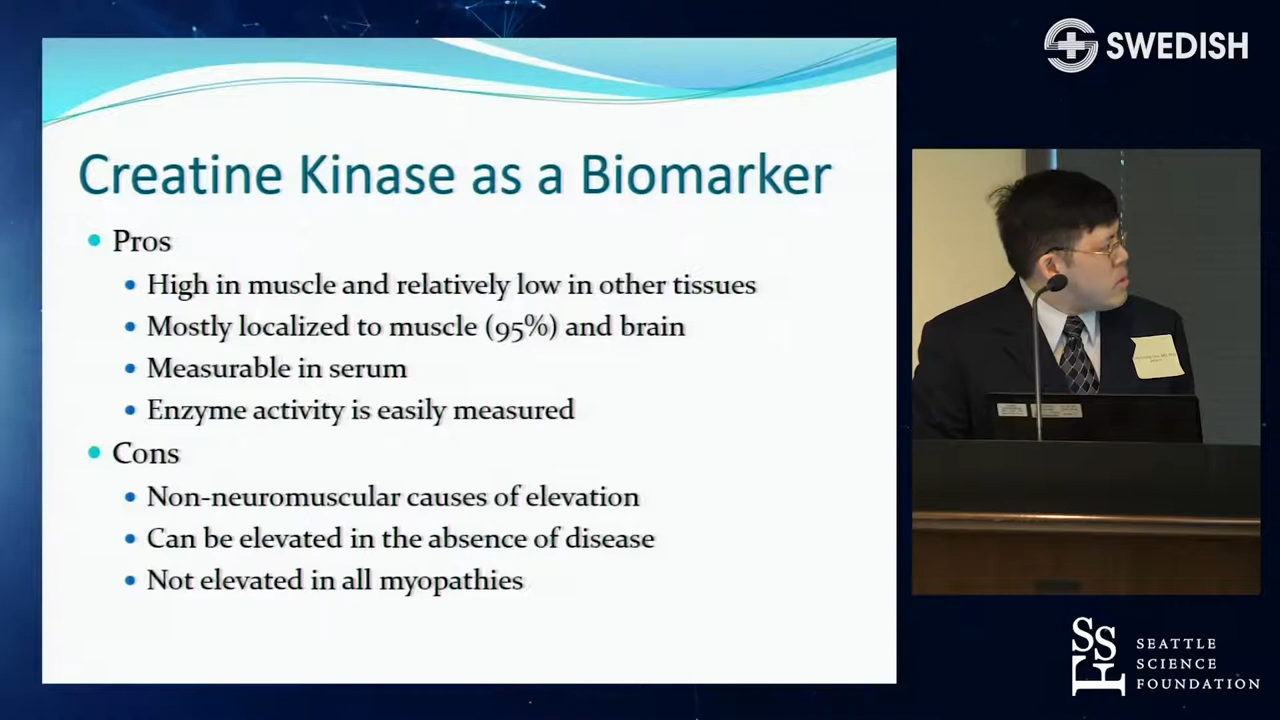 SWEDISH
Creatine Kinase as a Biomarker
Pros
High in muscle and relatively low in other tissues
Mostly localized to muscle (95%) and brain
Measurable in serum
Enzyme activity is easily measured
Cons
Non-neuromuscular causes of elevation
Can be elevated in the absence of disease
Not elevated in all myopathies
SSF
SEATTLE
SCIENCE
FOUNDATION